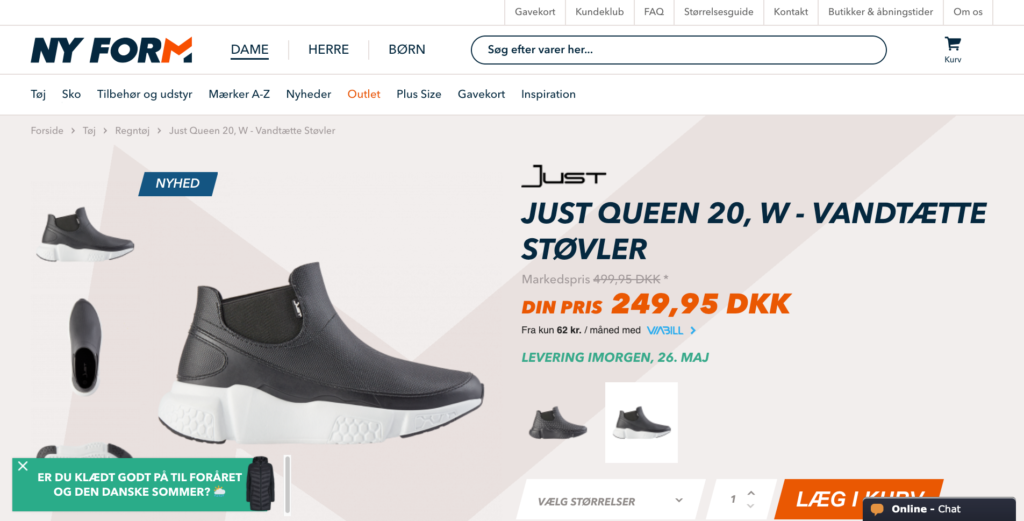 Gavekort Kundeklub FAQ Størrelsesguide Kontakt Butikker & åbningstider Om os
NY FORM DAME HERRE BØRN Søg efter varer her... Kurv
Tøj Sko Tilbehør og udstyr Mærker A-Z Nyheder Outlet Plus Size Gavekort Inspiration
Forside > Tøj > Regntøj > Just Queen 20, W - Vandtætte Støvler
NYHED
JUST
Just
JUST QUEEN 20, W - VANDTÆTTE
STØVLER
Markedspris 499,95 DKK *
DIN PRIS 249,95 DKK
Fra kun 62 kr. / måned med VIABILL >
LEVERING IMORGEN, 26. MAJ
ER DU KLÆDT GODT PÅ TIL FORÅRET
OG DEN DANSKE SOMMER?
VÆLG STØRRELSER 1 LÆG I KURV
Online - Chat